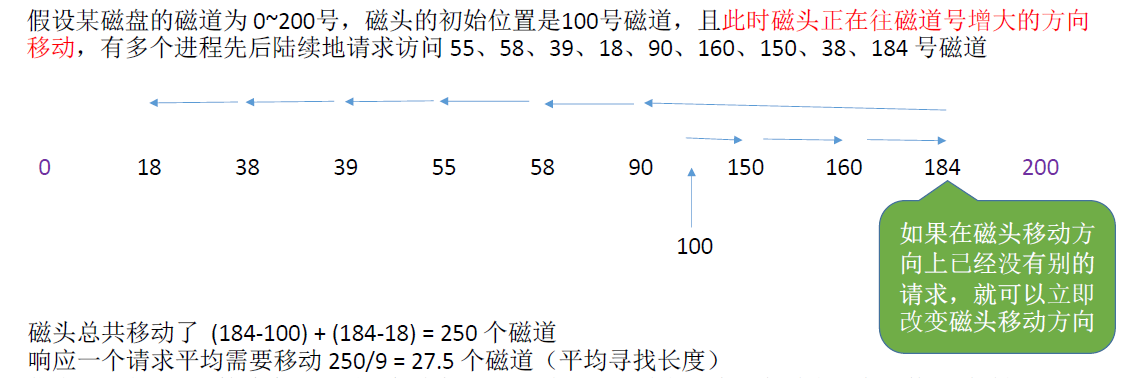 假设某磁盘的磁道为 0~200号，磁头的初始位置是100号磁道，且此时磁头正在往磁道号增大的方向
移动，有多个进程先后陆续地请求访问 55、58、39、18、90、160、150、38、184 号磁道
0 18 38 39 55 58 90 150 160 184 200
100
如果在磁头移动方
向上已经没有别的
请求，就可以立即
改变磁头移动方向
磁头总共移动了 (184-100) + (184-18) = 250 个磁道
响应一个请求平均需要移动 250/9 = 27.5 个磁道（平均寻找长度）